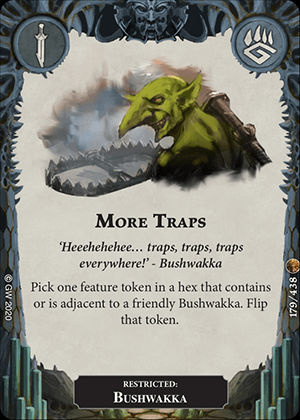 MORE TRAPS
‘Heeehehehee… traps, traps, traps
everywhere!’ - Bushwakka
Pick one feature token in a hex that contains
or is adjacent to a friendly Bushwakka. Flip
that token.
RESTRICTED:
BUSHWAKKA
© GW 2020
179/438